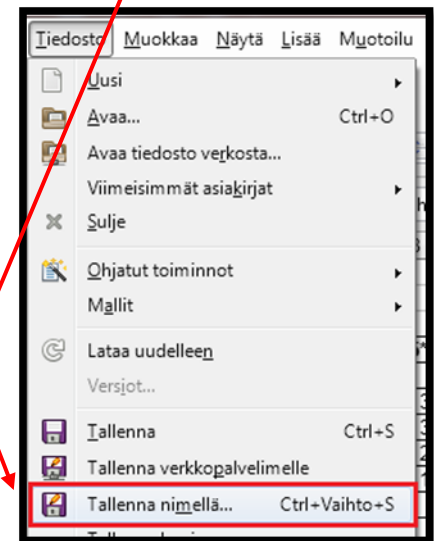 Tiedosto Muokkaa Näytä Lisää Muotoilu
Uusi
Avaa... Ctrl+O
Avaa tiedosto verkosta...
Viimeisimmät asiakirjat
Sulje
Ohjatut toiminnot
Mallit
Lataa uudelleen
Versiot...
Tallenna Ctrl+S
Tallenna verkkopalvelimelle
Tallenna nimellä... Ctrl+Vaihto+S